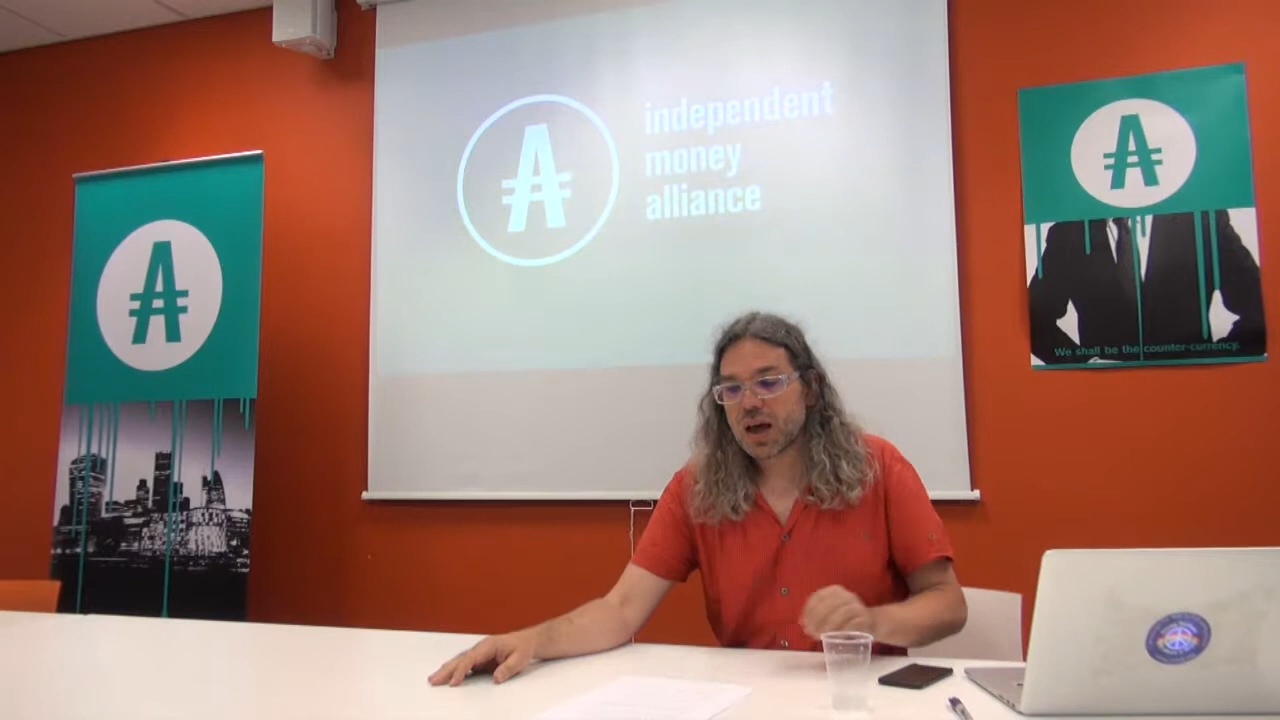 independent
money
alliance
We shall be the counter-currency.